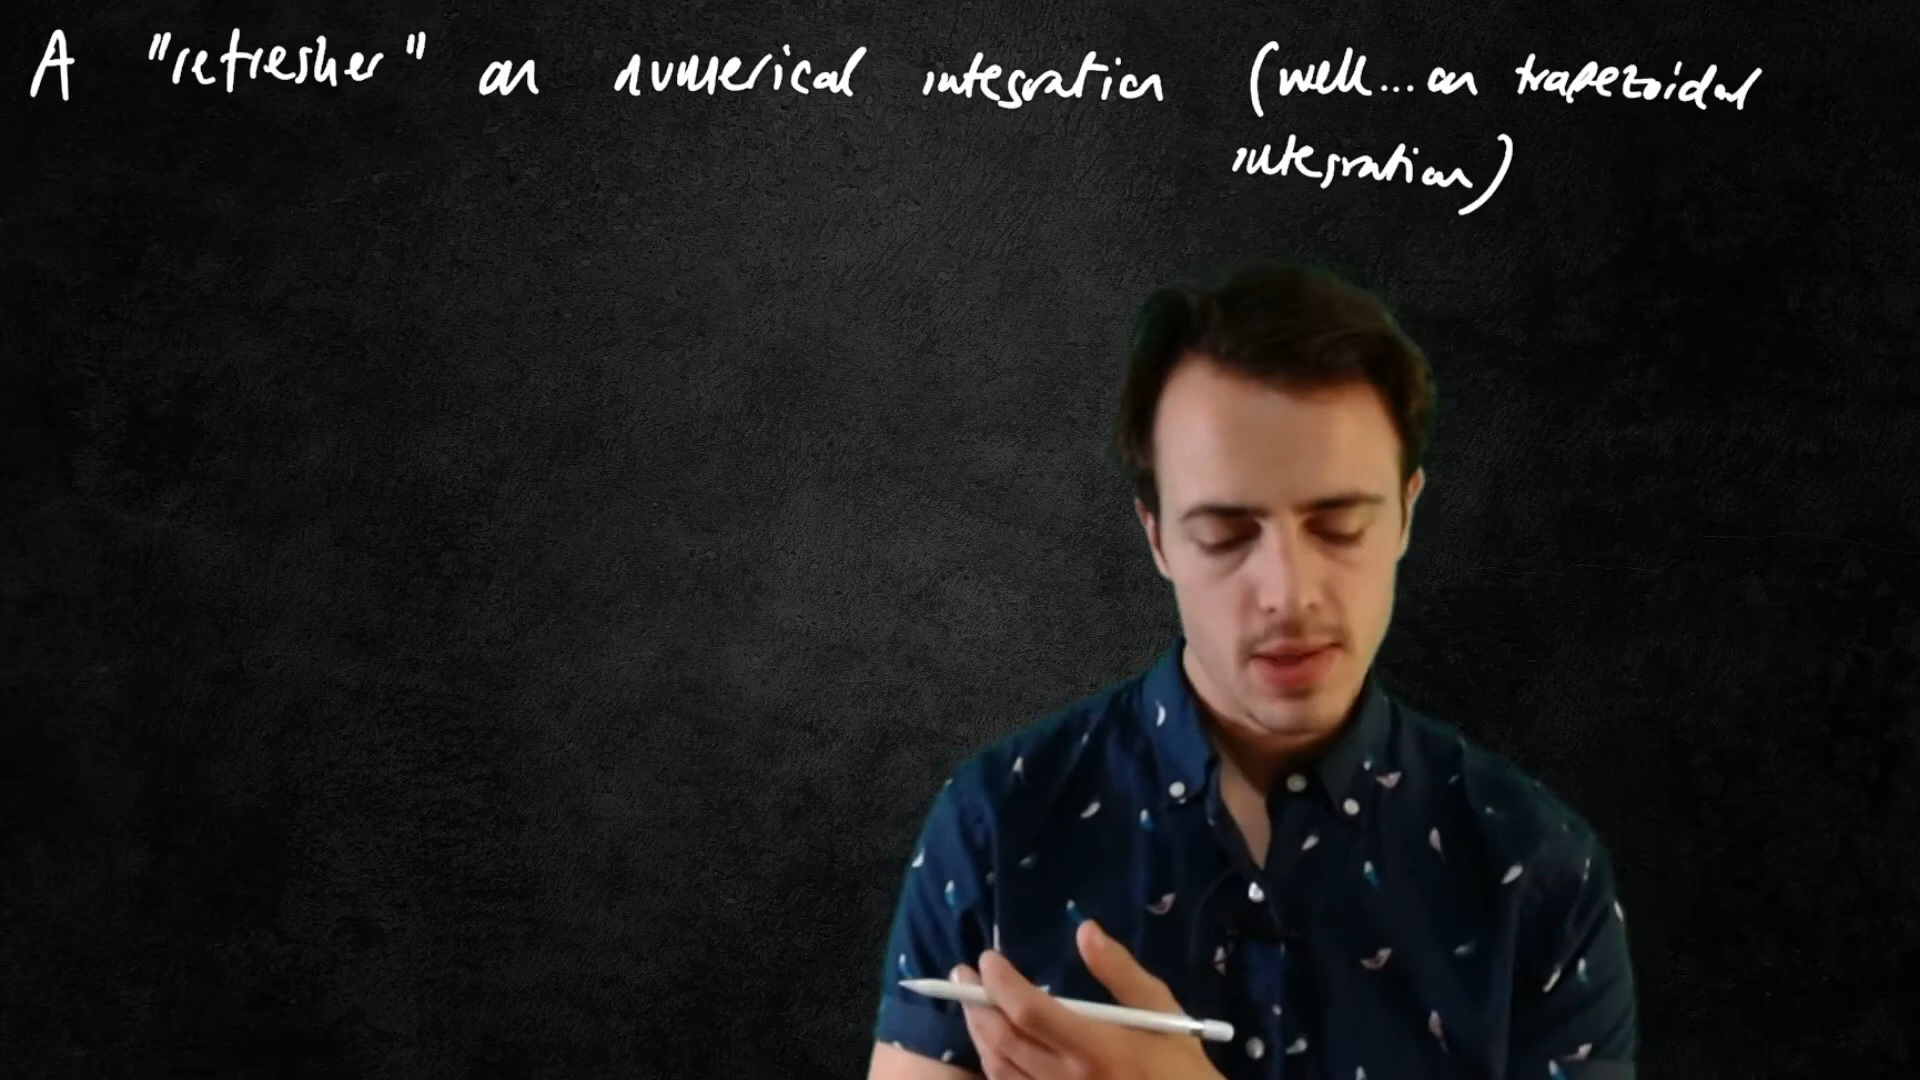 A "refresher" on numerical integration (well... on trapezoidal
integration)